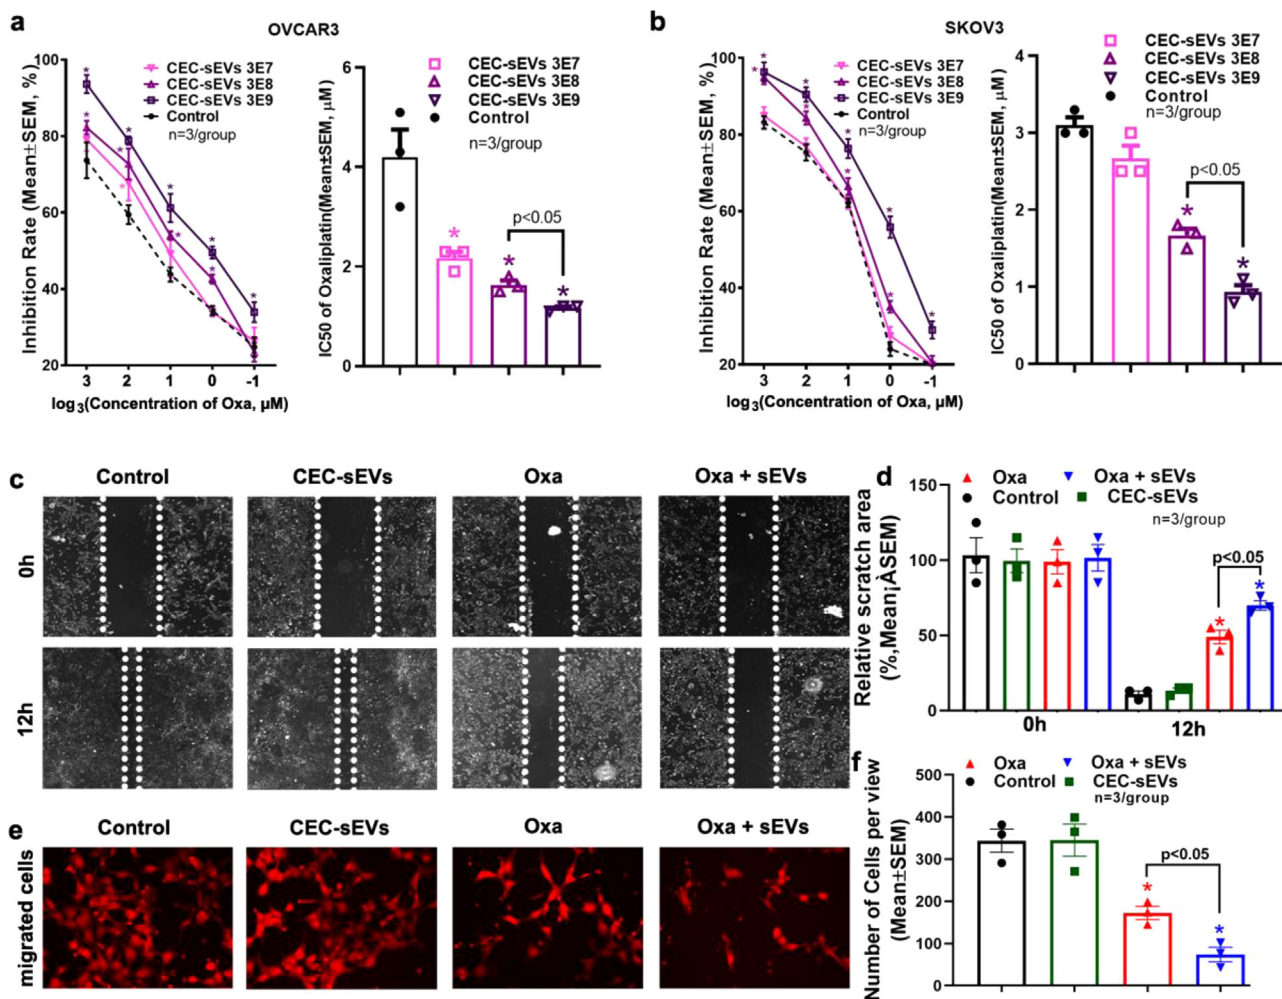 a
OVCAR3
Inhibition Rate (Mean±SEM, %)
100
80
60
40
20
3 2 1 0 -1
log3(Concentration of Oxa, µM)
CEC-sEVs 3E7
CEC-sEVs 3E8
CEC-sEVs 3E9
Control
n=3/group
IC50 of Oxaliplatin(Mean±SEM, µM)
6
4
2
0
CEC-sEVs 3E7
CEC-sEVs 3E8
CEC-sEVs 3E9
Control
n=3/group
p<0.05
* * *
b
SKOV3
Inhibition Rate (Mean±SEM, %)
100
80
60
40
20
3 2 1 0 -1
log3(Concentration of Oxa, µM)
CEC-sEVs 3E7
CEC-sEVs 3E8
CEC-sEVs 3E9
Control
n=3/group
IC50 of Oxaliplatin(Mean±SEM, µM)
4
3
2
1
0
CEC-sEVs 3E7
CEC-sEVs 3E8
CEC-sEVs 3E9
Control
n=3/group
p<0.05
* *
c
Control CEC-sEVs Oxa Oxa + sEVs
0h
12h
d
Oxa Oxa + sEVs
Control CEC-sEVs
n=3/group
Relative scratch area
(%,Mean¡ÀSEM)
150
100
50
0
p<0.05
* *
0h 12h
e
Control CEC-sEVs Oxa Oxa + sEVs
migrated cells
f
Oxa Oxa + sEVs
Control CEC-sEVs
n=3/group
Number of Cells per view
(Mean±SEM)
500
400
300
200
100
0
p<0.05
* *